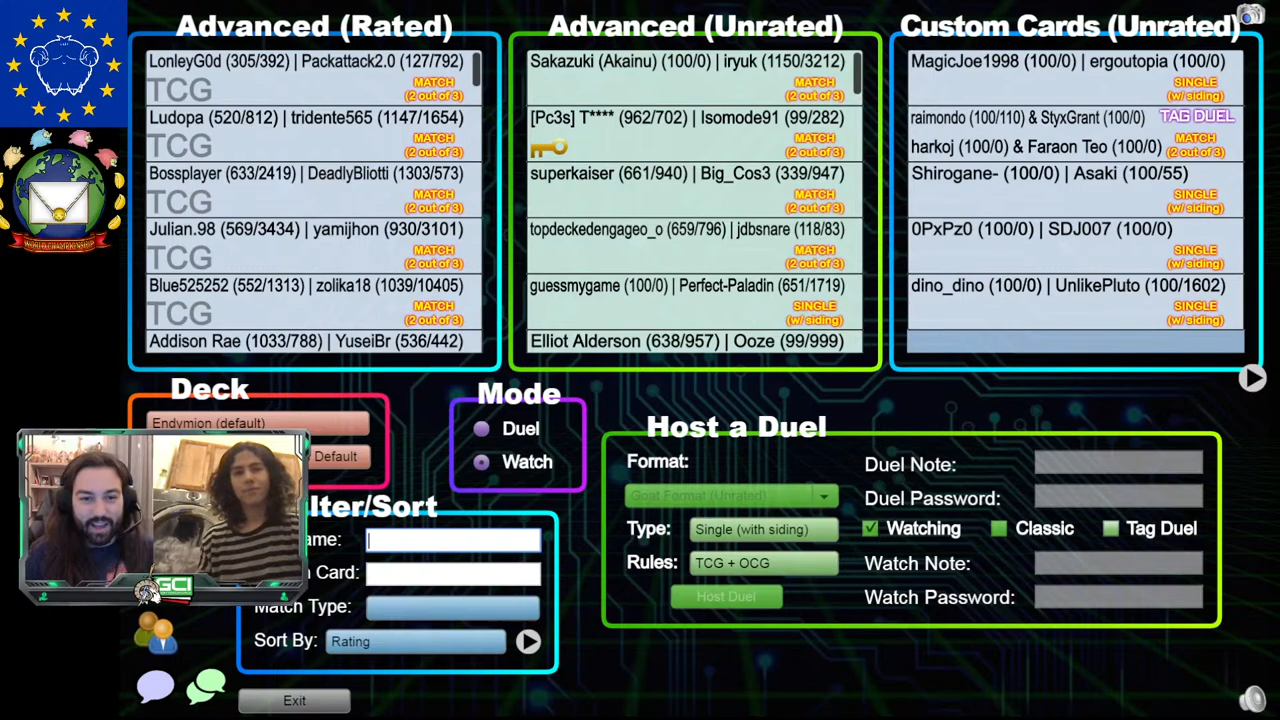 Advanced (Rated)
LonleyG0d (305/392) | Packattack2.0 (127/792)
TCG
MATCH
(2 out of 3)
Ludopa (520/812) | tridente565 (1147/1654)
TCG
MATCH
(2 out of 3)
Bossplayer (633/2419) | DeadlyBliotti (1303/573)
TCG
MATCH
(2 out of 3)
Julian.98 (569/3434) | yamijhon (930/3101)
TCG
MATCH
(2 out of 3)
Blue525252 (552/1313) | zolika18 (1039/10405)
TCG
MATCH
(2 out of 3)
Addison Rae (1033/788) | YuseiBr (536/442)
Advanced (Unrated)
Sakazuki (Akainu) (100/0) | iryuk (1150/3212)
MATCH
(2 out of 3)
[Pc3s] T**** (962/702) | Isomode91 (99/282)
MATCH
(2 out of 3)
superkaiser (661/940) | Big_Cos3 (339/947)
MATCH
(2 out of 3)
topdeckedengageo_o (659/796) | jdbsnare (118/83)
MATCH
(2 out of 3)
guessmygame (100/0) | Perfect-Paladin (651/1719)
SINGLE
(w/ siding)
Elliot Alderson (638/957) | Ooze (99/999)
Custom Cards (Unrated)
MagicJoe1998 (100/0) | ergoutopia (100/0)
SINGLE
(w/ siding)
raimondo (100/110) & StyxGrant (100/0) TAG DUEL
harkoj (100/0) & Faraon Teo (100/0) MATCH
(2 out of 3)
Shirogane- (100/0) | Asaki (100/55)
SINGLE
(w/ siding)
0PxPz0 (100/0) | SDJ007 (100/0)
SINGLE
(w/ siding)
dino_dino (100/0) | UnlikePluto (100/1602)
SINGLE
(w/ siding)
WORLD CHAMPIONSHIP
Deck
Endymion (default)
Default
Mode
Duel
Watch
lter/Sort
ame:
Card:
Match Type:
Sort By: Rating
Exit
GCI
Host a Duel
Format:
Goat Format (Unrated)
Type: Single (with siding)
Rules: TCG + OCG
Host Duel
Duel Note:
Duel Password:
Watching Classic Tag Duel
Watch Note:
Watch Password: